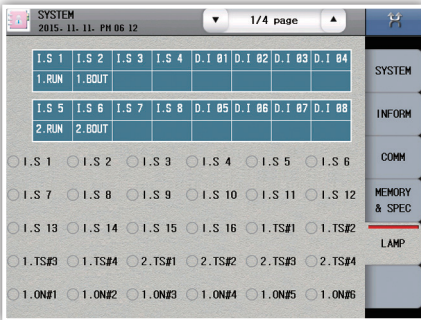 SYSTEM
2015. 11. 11. PM 06 12
▼ 1/4 page ▲
I.S 1 I.S 2 I.S 3 I.S 4 D.I 01 D.I 02 D.I 03 D.I 04
1.RUN 1.BOUT
I.S 5 I.S 6 I.S 7 I.S 8 D.I 05 D.I 06 D.I 07 D.I 08
2.RUN 2.BOUT
I.S 1 I.S 2 I.S 3 I.S 4 I.S 5 I.S 6
I.S 7 I.S 8 I.S 9 I.S 10 I.S 11 I.S 12
I.S 13 I.S 14 I.S 15 I.S 16 1.TS#1 1.TS#2
1.TS#3 1.TS#4 2.TS#1 2.TS#2 2.TS#3 2.TS#4
1.ON#1 1.ON#2 1.ON#3 1.ON#4 1.ON#5 1.ON#6
SYSTEM
INFORM
COMM
MEMORY
& SPEC
LAMP